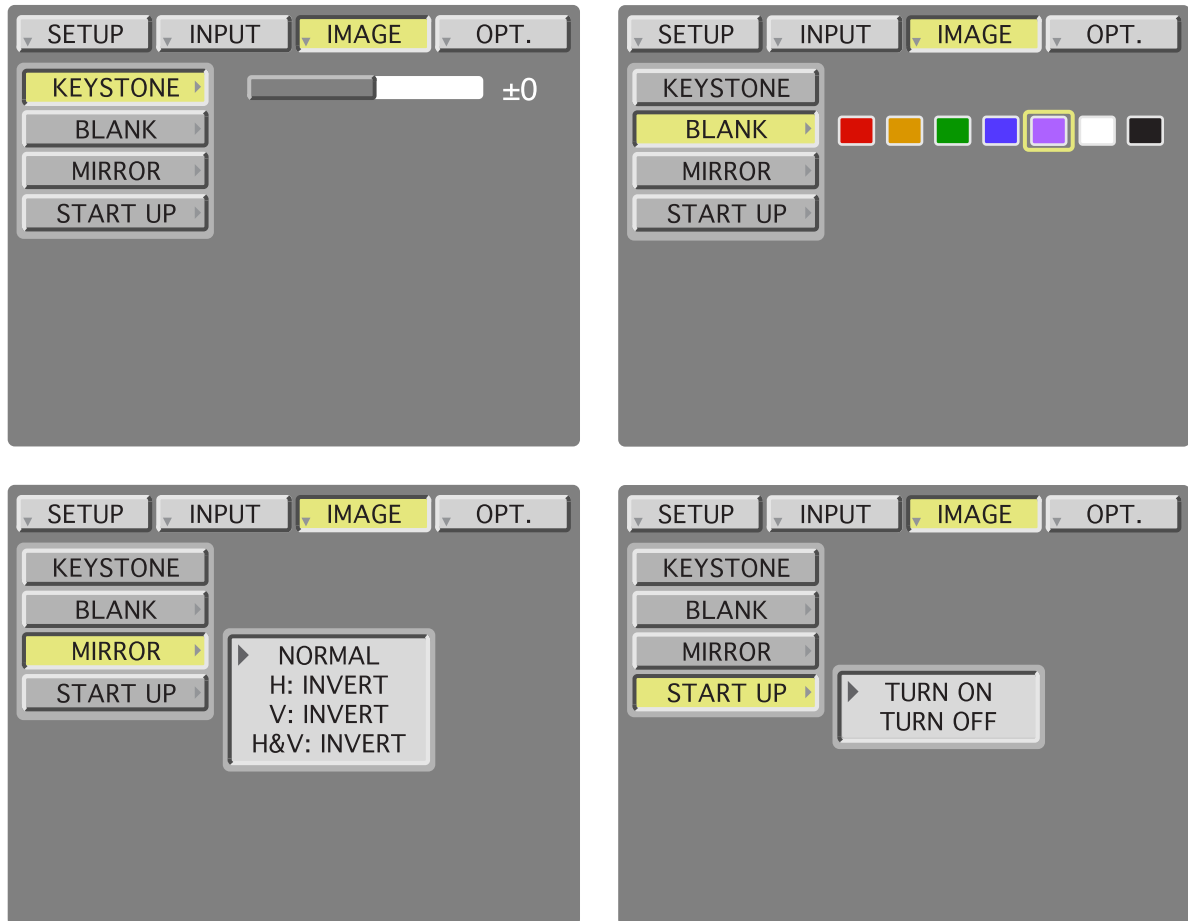 SETUP INPUT IMAGE OPT.
KEYSTONE ±0
BLANK
MIRROR
START UP
SETUP INPUT IMAGE OPT.
KEYSTONE
BLANK
MIRROR
START UP
SETUP INPUT IMAGE OPT.
KEYSTONE
BLANK
MIRROR
START UP
NORMAL
H: INVERT
V: INVERT
H&V: INVERT
SETUP INPUT IMAGE OPT.
KEYSTONE
BLANK
MIRROR
START UP
TURN ON
TURN OFF